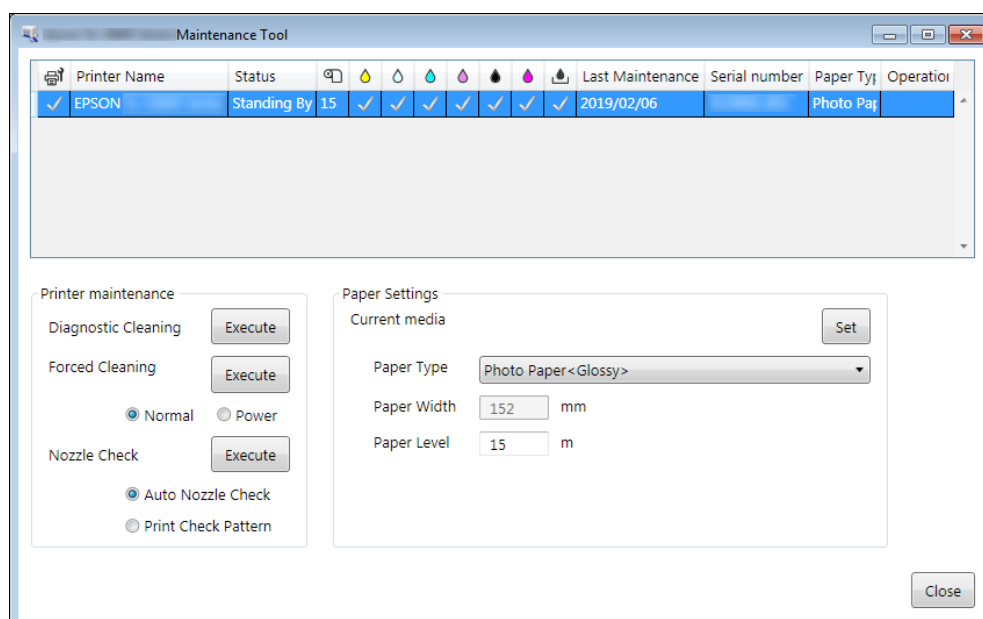 Maintenance Tool
Printer Name Status Last Maintenance Serial number Paper Typ Operation
EPSON Standing By 15 2019/02/06 Photo Pap
Printer maintenance
Diagnostic Cleaning Execute
Forced Cleaning Execute
Normal Power
Nozzle Check Execute
Auto Nozzle Check
Print Check Pattern
Paper Settings
Current media Set
Paper Type Photo Paper<Glossy>
Paper Width 152 mm
Paper Level 15 m
Close